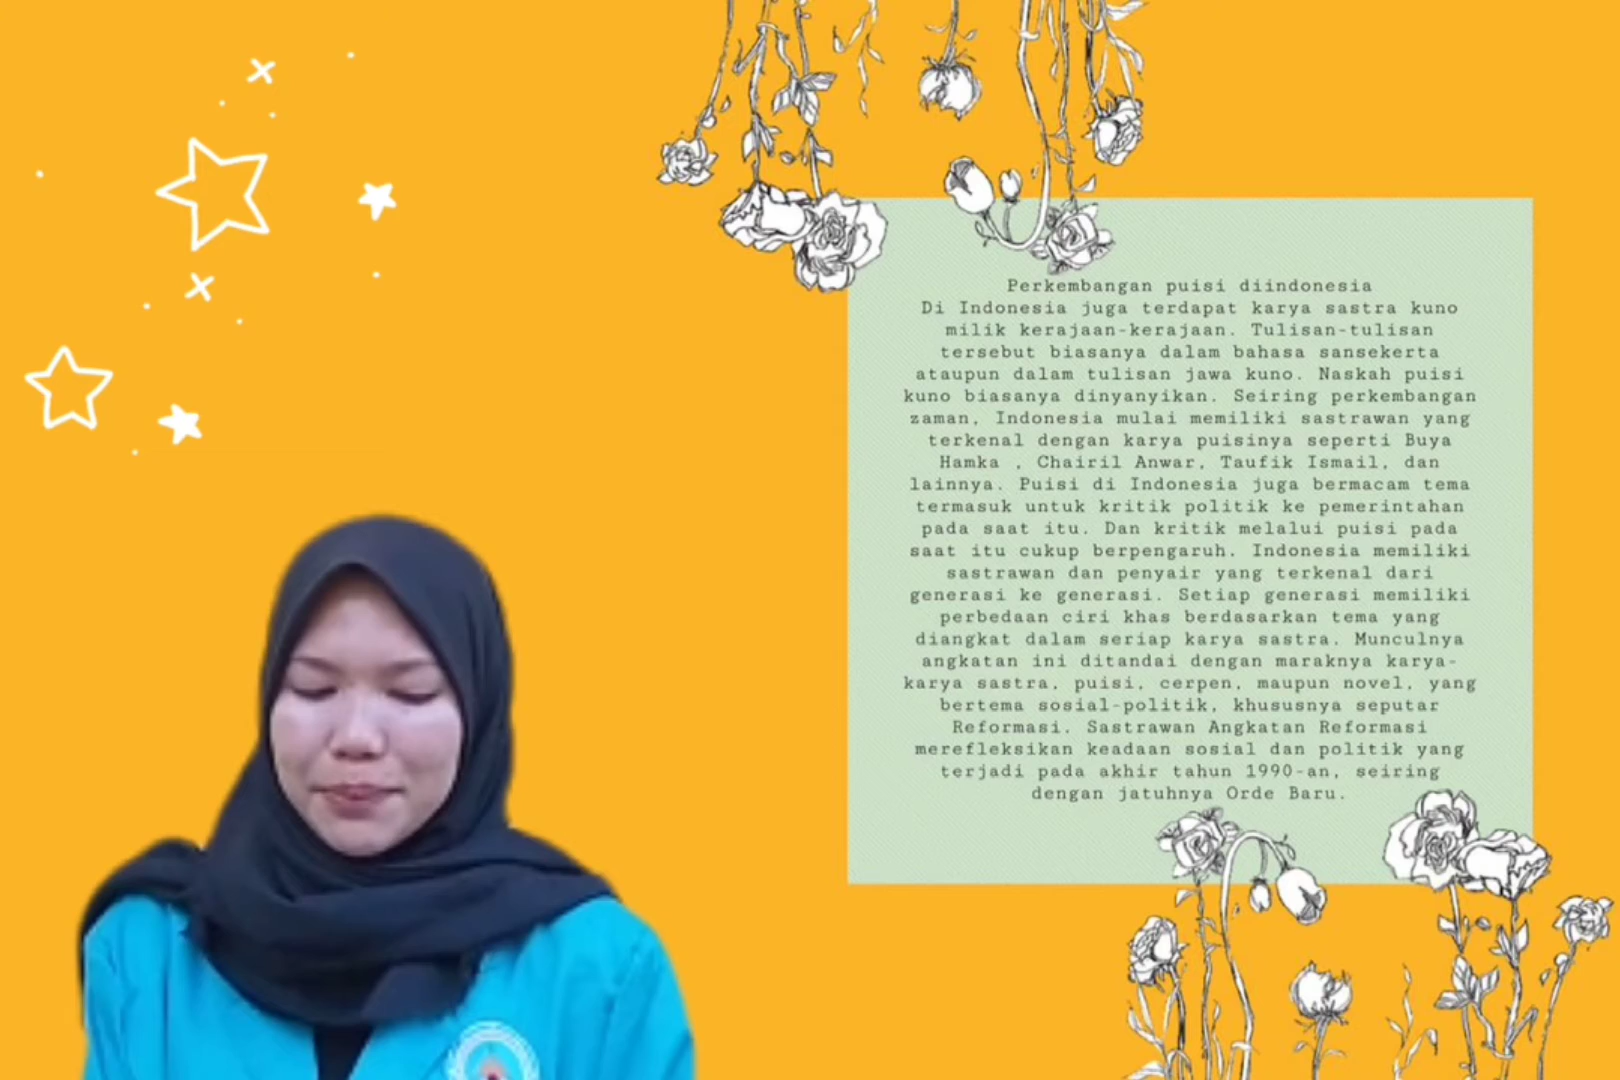 Perkembangan puisi diindonesia
Di Indonesia juga terdapat karya sastra kuno
milik kerajaan-kerajaan. Tulisan-tulisan
tersebut biasanya dalam bahasa sansekerta
ataupun dalam tulisan jawa kuno. Naskah puisi
kuno biasanya dinyanyikan. Seiring perkembangan
zaman, Indonesia mulai memiliki sastrawan yang
terkenal dengan karya puisinya seperti Buya
Hamka , Chairil Anwar, Taufik Ismail, dan
lainnya. Puisi di Indonesia juga bermacam tema
termasuk untuk kritik politik ke pemerintahan
pada saat itu. Dan kritik melalui puisi pada
saat itu cukup berpengaruh. Indonesia memiliki
sastrawan dan penyair yang terkenal dari
generasi ke generasi. Setiap generasi memiliki
perbedaan ciri khas berdasarkan tema yang
diangkat dalam seriap karya sastra. Munculnya
angkatan ini ditandai dengan maraknya karya-
karya sastra, puisi, cerpen, maupun novel, yang
bertema sosial-politik, khususnya seputar
Reformasi. Sastrawan Angkatan Reformasi
merefleksikan keadaan sosial dan politik yang
terjadi pada akhir tahun 1990-an, seiring
dengan jatuhnya Orde Baru.